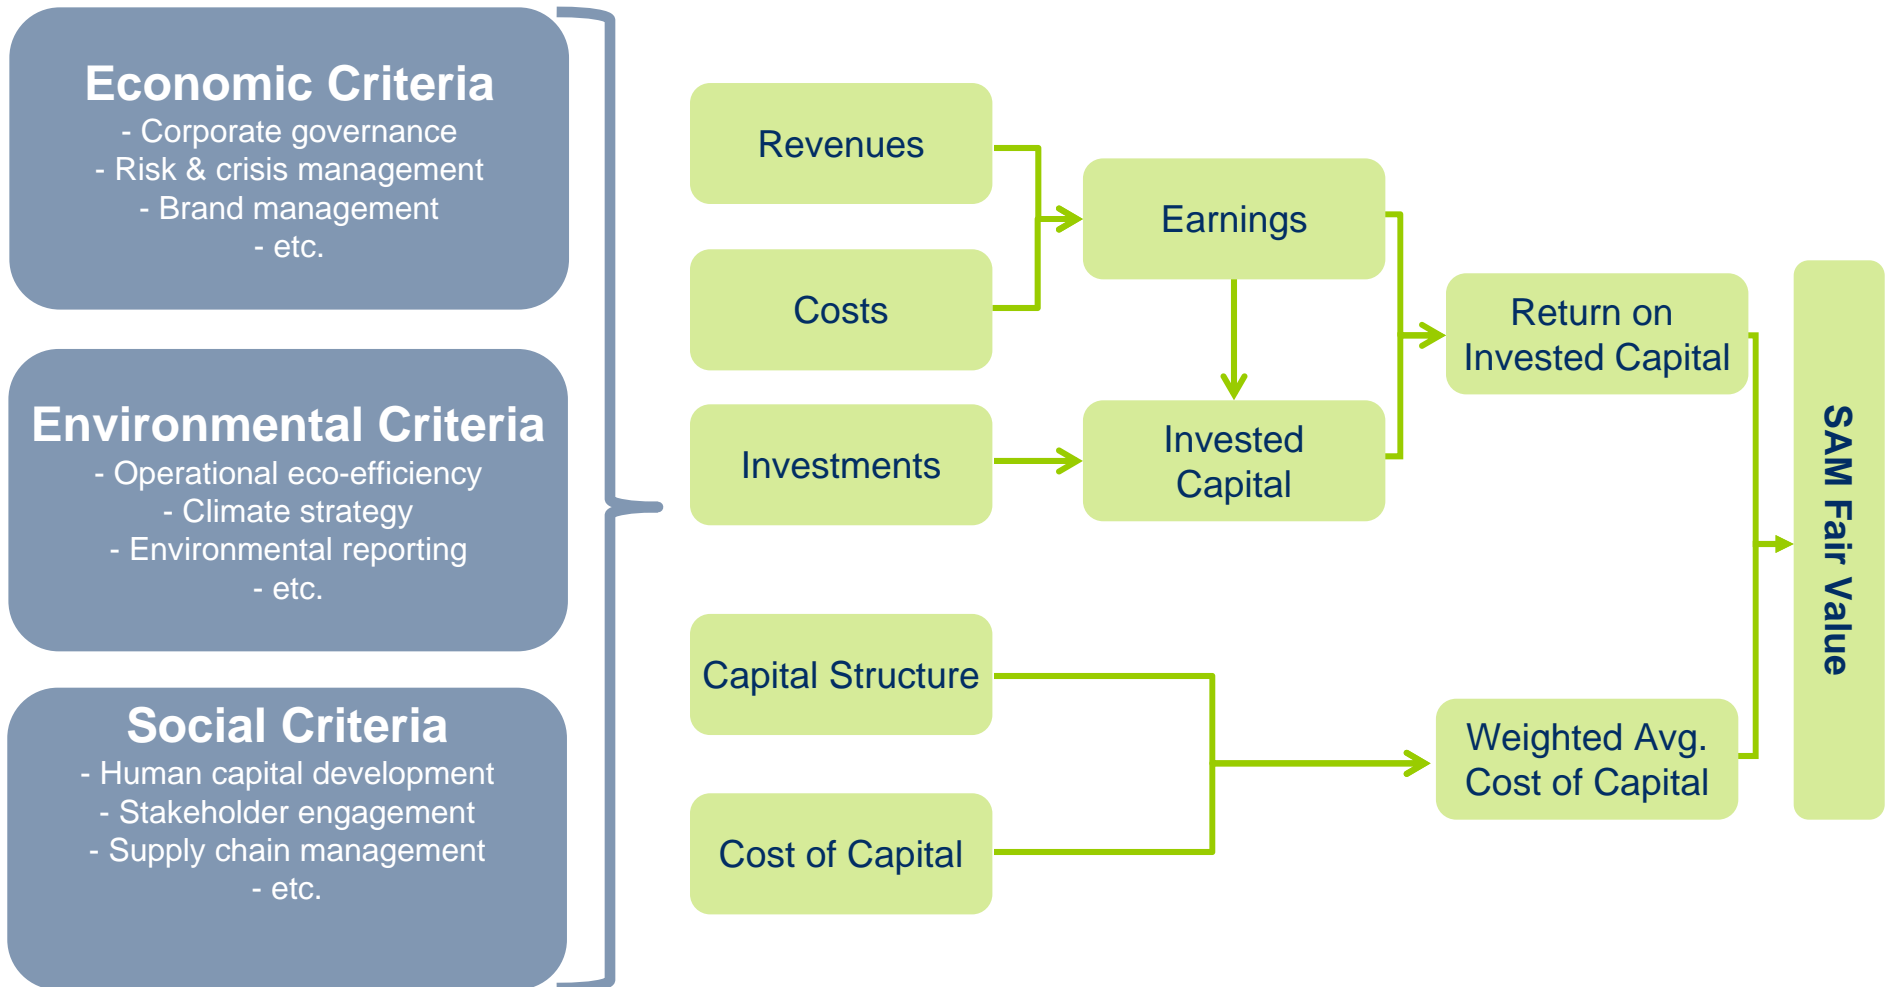 Economic Criteria
- Corporate governance
- Risk & crisis management
- Brand management
- etc.
Environmental Criteria
- Operational eco-efficiency
- Climate strategy
- Environmental reporting
- etc.
Social Criteria
- Human capital development
- Stakeholder engagement
- Supply chain management
- etc.
Revenues
Costs
Investments
Capital Structure
Cost of Capital
Earnings
Invested
Capital
Return on
Invested Capital
Weighted Avg.
Cost of Capital
SAM Fair Value